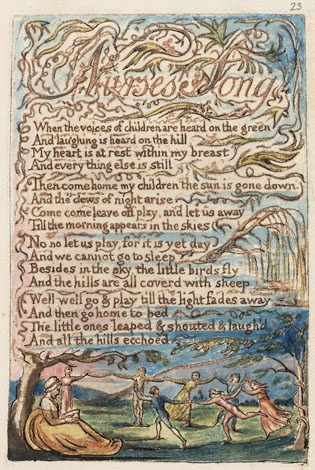 23
Nurses Song
When the voices of children are heard on the green
And laughing is heard on the hill
My heart is at rest within my breast
And every thing else is still
Then come home my children the sun is gone down
And the dews of night arise
Come come leave off play, and let us away
Till the morning appears in the skies
No no let us play, for it is yet day
And we cannot go to sleep
Besides in the sky, the little birds fly
And the hills are all coverd with sheep
Well well go & play till the light fades away
And then go home to bed
The little ones leaped & shouted & laugh'd
And all the hills ecchoed